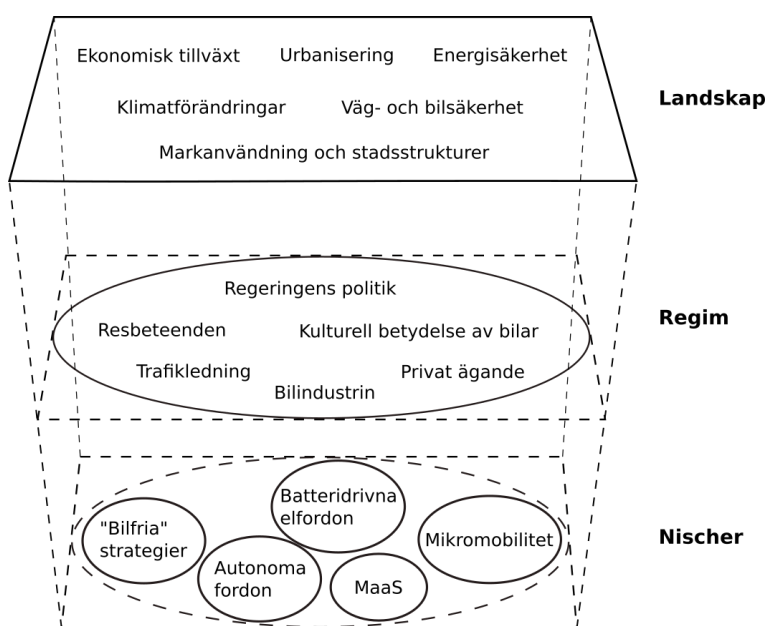 Ekonomisk tillväxt Urbanisering Energisäkerhet
Klimatförändringar Väg- och bilsäkerhet
Markanvändning och stadsstrukturer
Landskap
Regeringens politik
Resbeteenden Kulturell betydelse av bilar
Trafikledning Privat ägande
Bilindustrin
Regim
Batteridrivna
elfordon
"Bilfria"
strategier
Mikromobilitet
Autonoma
fordon
MaaS
Nischer